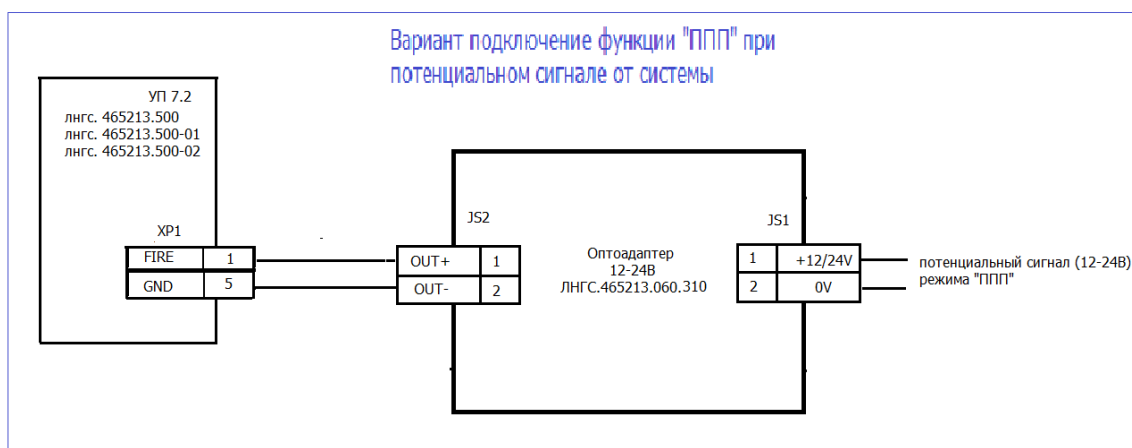 Вариант подключение функции "ППП" при
потенциальном сигнале от системы
УП 7.2
лнгс. 465213.500
лнгс. 465213.500-01
лнгс. 465213.500-02
XP1
FIRE 1
GND 5
JS2
OUT+ 1
OUT- 2
Оптоадаптер
12-24В
ЛНГС.465213.060.310
JS1
1 +12/24V
2 0V
потенциальный сигнал (12-24В)
режима "ППП"